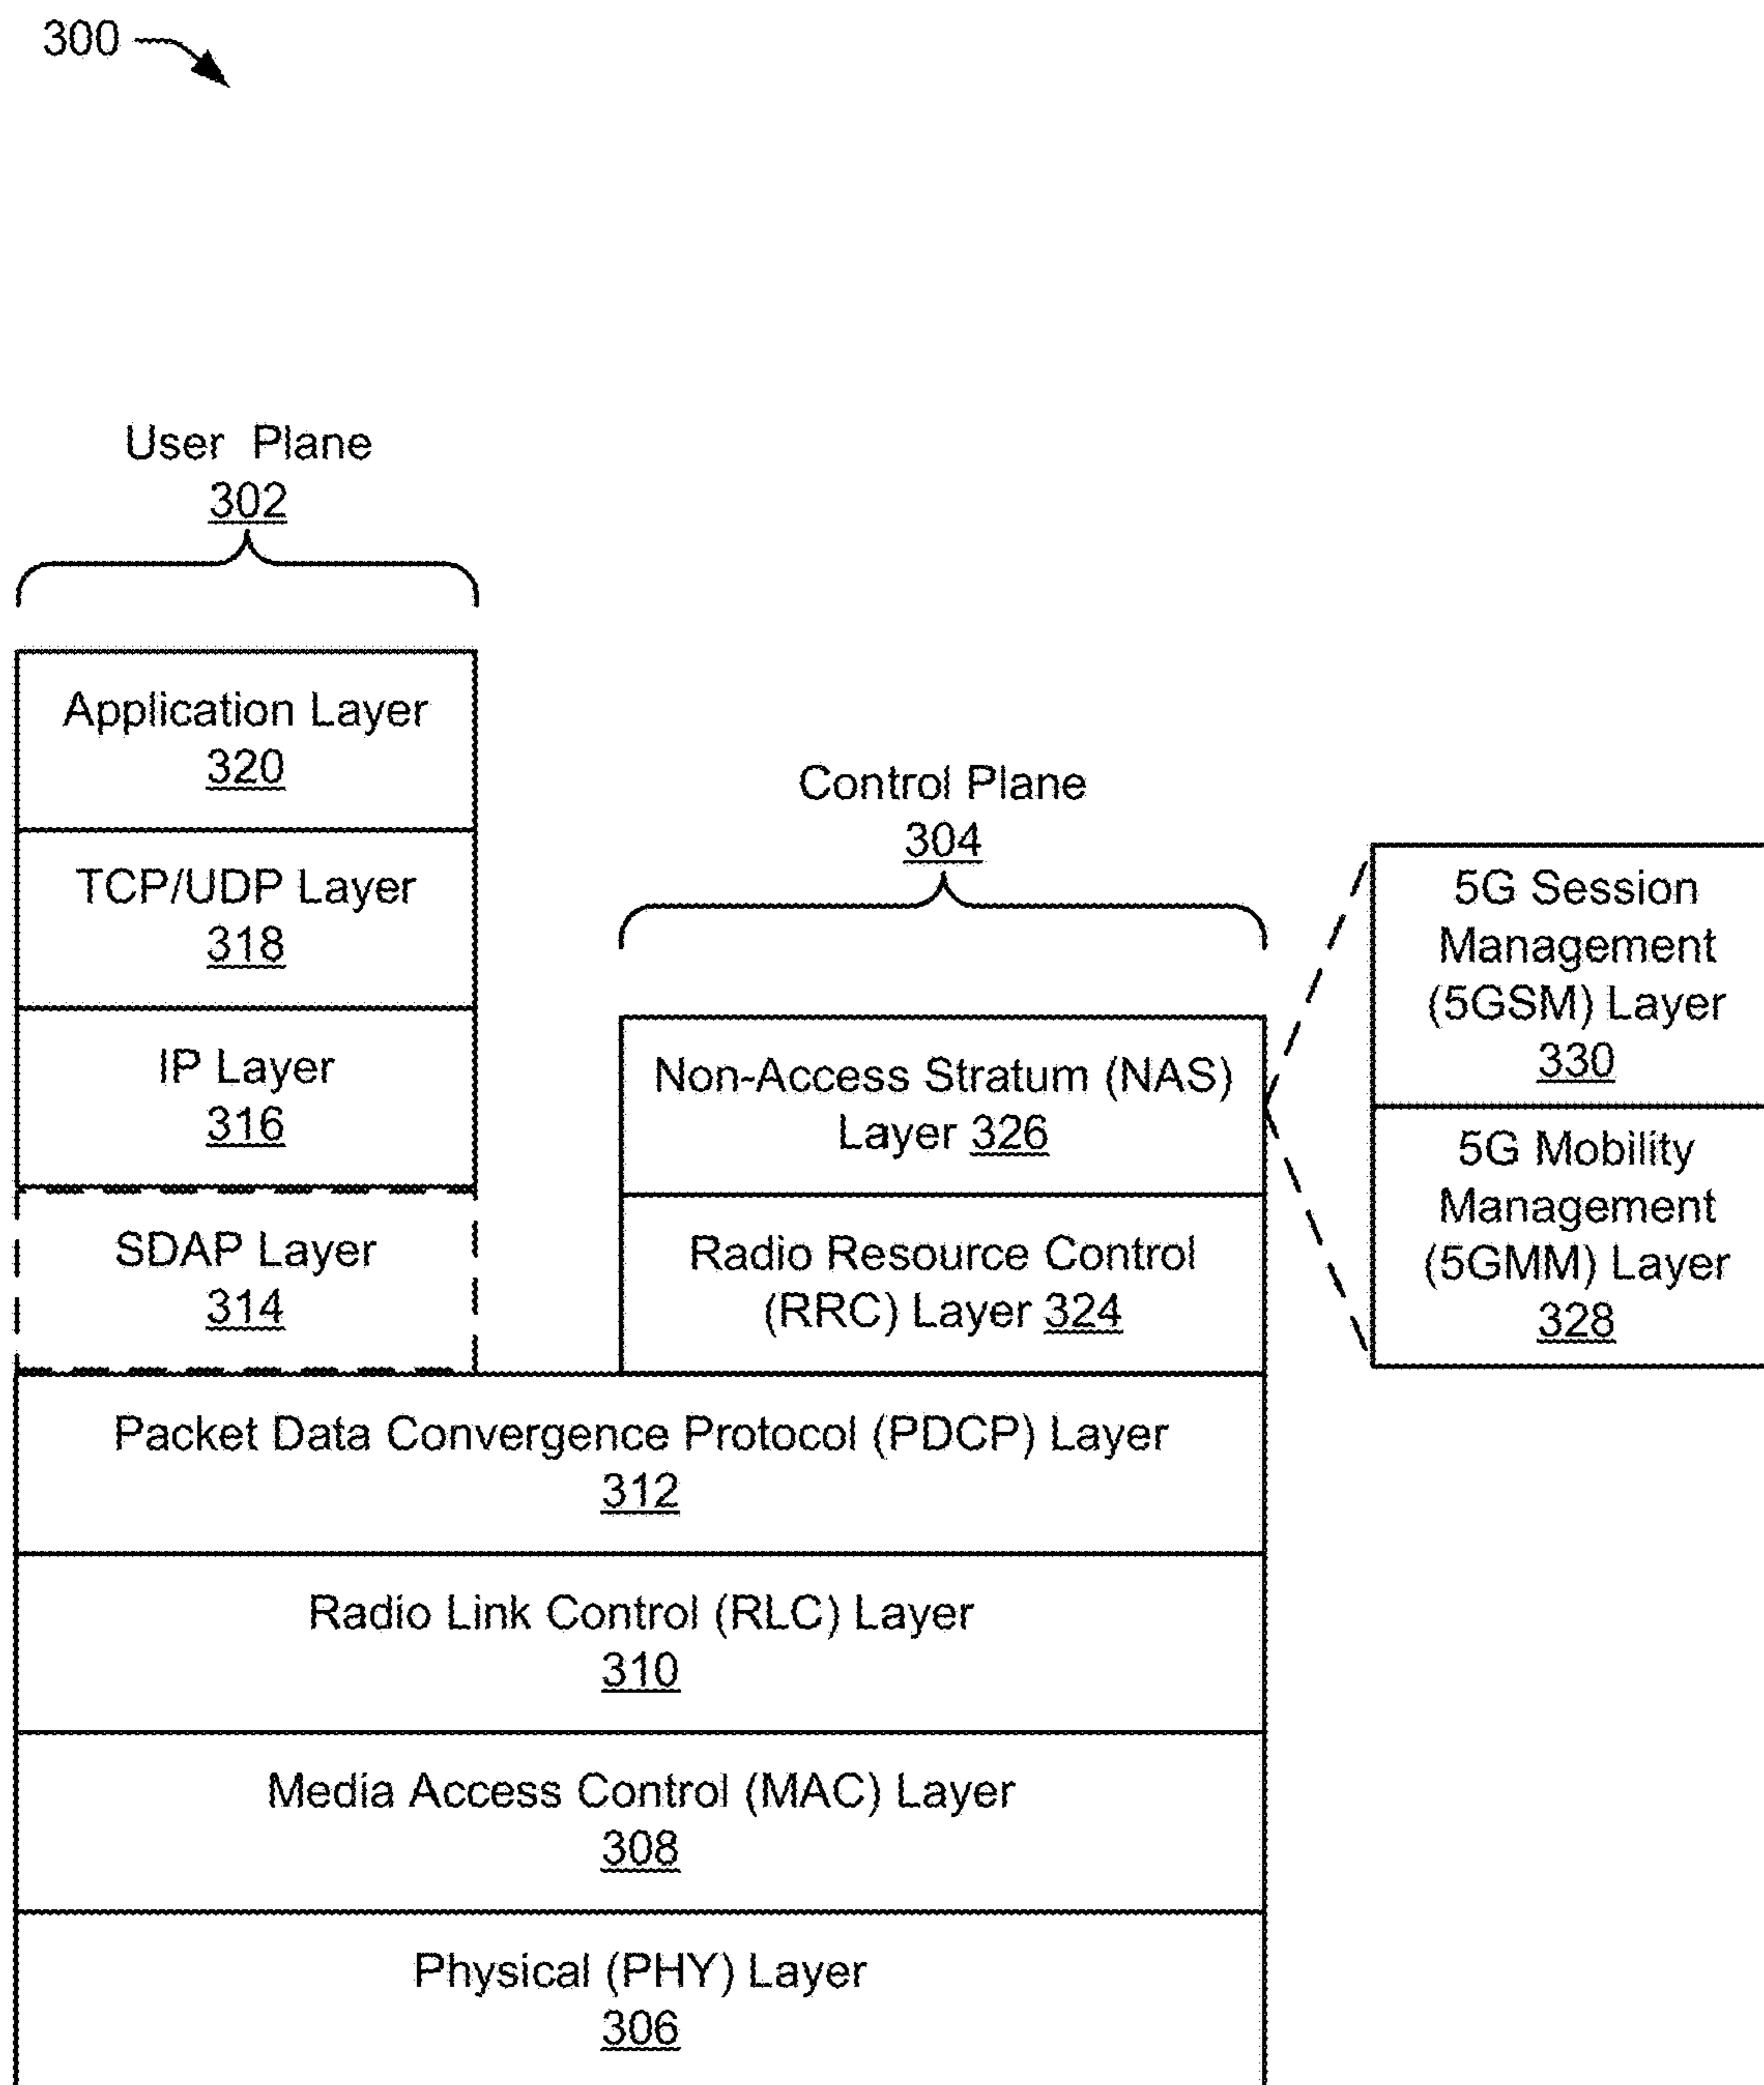 300
User Plane
302
Application Layer
320
TCP/UDP Layer
318
IP Layer
316
SDAP Layer
314
Control Plane
304
Non-Access Stratum (NAS)
Layer 326
Radio Resource Control
(RRC) Layer 324
5G Session
Management
(5GSM) Layer
330
5G Mobility
Management
(5GMM) Layer
328
Packet Data Convergence Protocol (PDCP) Layer
312
Radio Link Control (RLC) Layer
310
Media Access Control (MAC) Layer
308
Physical (PHY) Layer
306